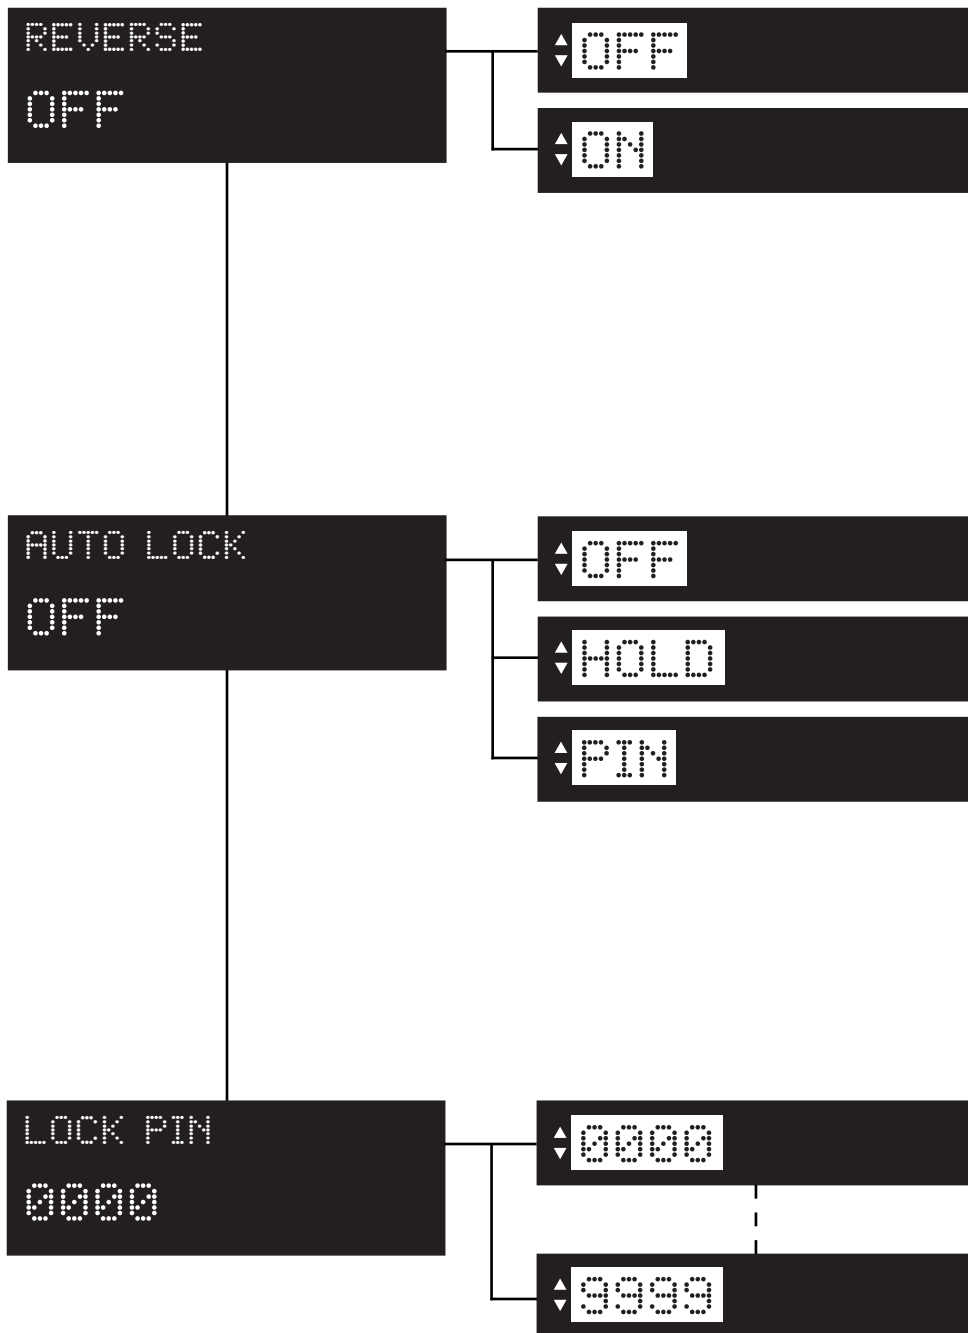 REVERSE
OFF
OFF
ON
AUTO LOCK
OFF
OFF
HOLD
PIN
LOCK PIN
0000
0000
9999